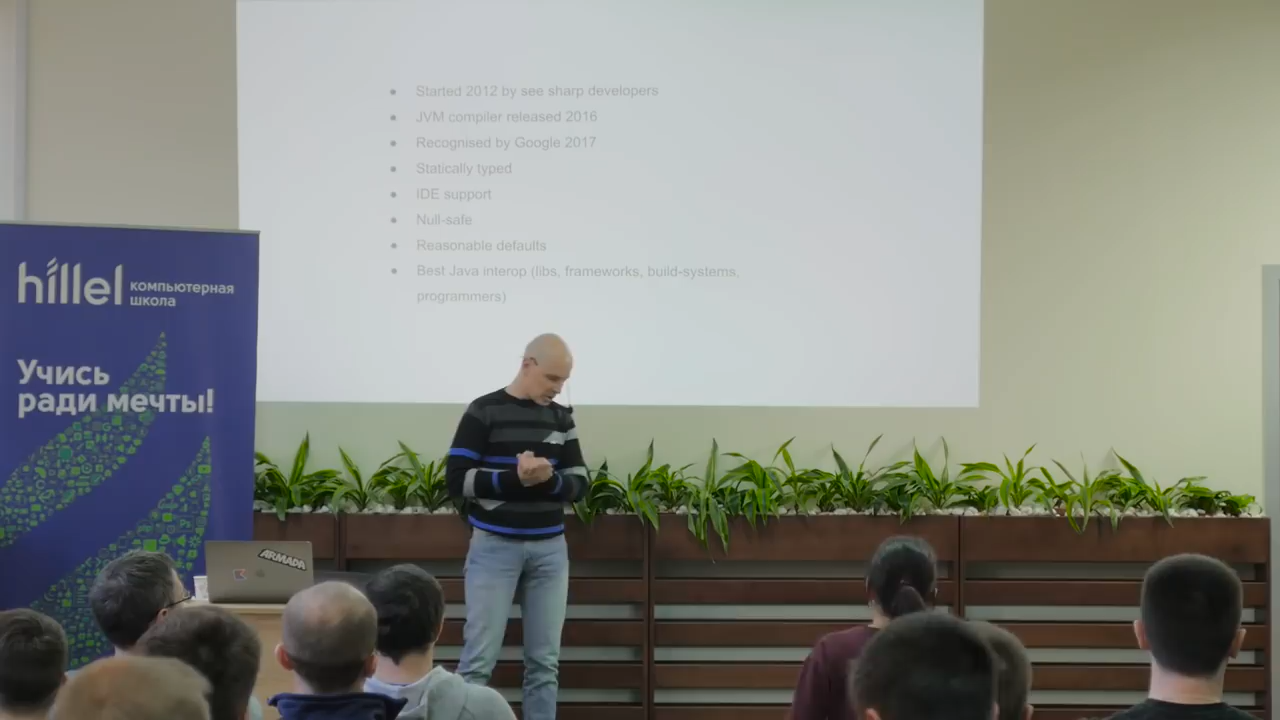 Started 2012 by see sharp developers
JVM compiler released 2016
Recognised by Google 2017
Statically typed
IDE support
Null-safe
Reasonable defaults
Best Java interop (libs, frameworks, build-systems,
programmers)
hillel компьютерная
школа
Учись
ради мечты!
ARMADA